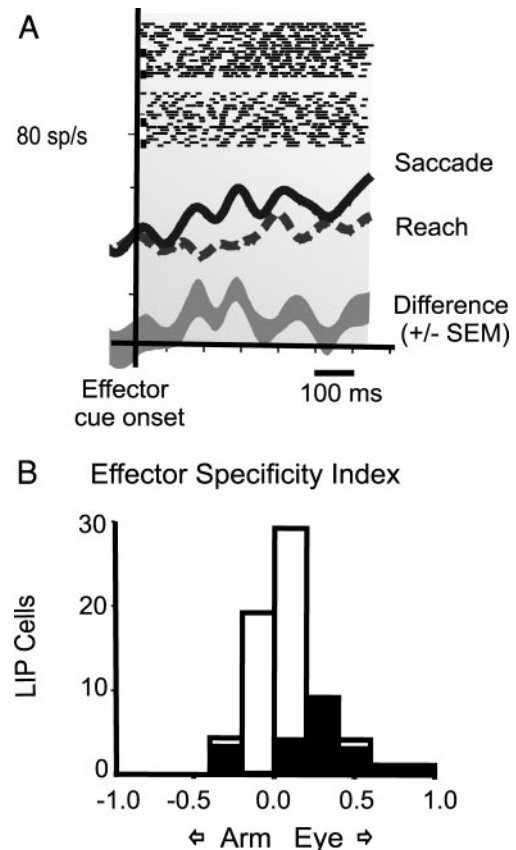 A
80 sp/s
Saccade
Reach
Difference
(+/- SEM)
Effector
cue onset
100 ms
B Effector Specificity Index
30
20
10
0
LIP Cells
-1.0 -0.5 0.0 0.5 1.0
⇦ Arm Eye ⇨